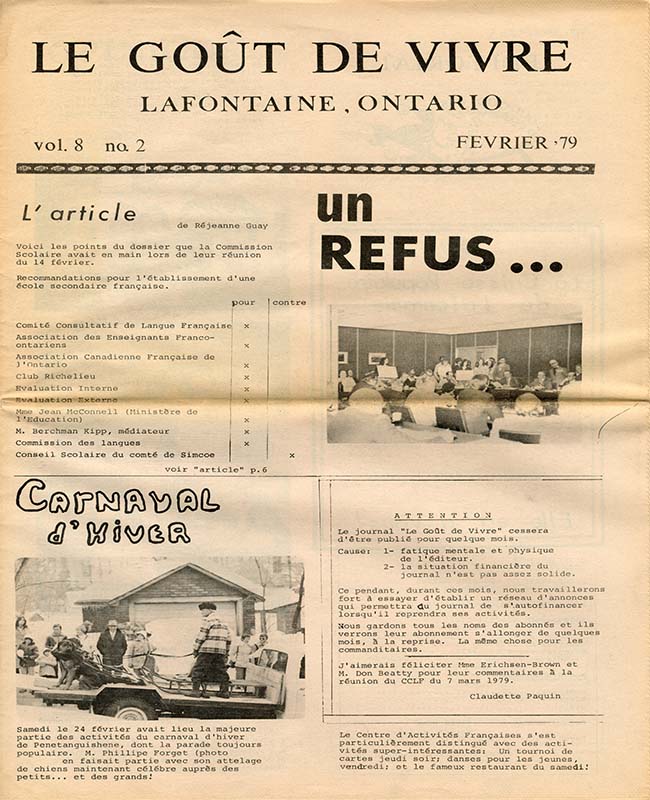 LE GOÛT DE VIVRE
LAFONTAINE, ONTARIO
vol. 8 no. 2
FEVRIER '79
L'article
de Réjeanne Guay
Voici les points du dossier que la Commission
Scolaire avait en main lors de leur réunion
du 14 février.
Recommandations pour l'établissement d'une
école secondaire française.
pour contre
Comité Consultatif de Langue Française x
Association des Enseignants Franco-
ontariens x
Association Canadienne Française de
l'Ontario x
Club Richelieu x
Evaluation Interne x
Evaluation Externe x
Mme Jean McConnell (Ministère de
l'Education) x
M. Berchman Kipp, médiateur x
Commission des langues x
Conseil Scolaire du comté de Simcoe x
voir "article" p.6
un
REFUS...
CARNAVAL
d'HIVER
Samedi le 24 février avait lieu la majeure
partie des activités du carnaval d'hiver
de Penetanguishene, dont la parade toujours
populaire. M. Phillipe Forget (photo
en faisait partie avec son attelage
de chiens maintenant célèbre auprès des
petits... et des grands!
ATTENTION
Le journal "Le Goût de Vivre" cessera
d'être publié pour quelque mois.
Cause: 1- fatique mentale et physique
de l'éditeur.
2- la situation financière du
journal n'est pas assez solide.
Ce pendant, durant ces mois, nous travaillerons
fort à essayer d'établir un réseau d'annonces
qui permettra du journal de s'autofinancer
lorsqu'il reprendra ses activités.
Nous gardons tous les noms des abonnés et ils
verrons leur abonnement s'allonger de quelques
mois, à la reprise. La même chose pour les
commanditaires.
J'aimerais féliciter Mme Erichsen-Brown et
M. Don Beatty pour leur commentaires à la
réunion du CCLF du 7 mars 1979.
Claudette Paquin
Le Centre d'Activités Françaises s'est
particulièrement distingué avec des acti-
vités super-intéressantes: Un tournoi de
cartes jeudi soir; danses pour les jeunes,
vendredi; et le fameux restaurant du samedi!